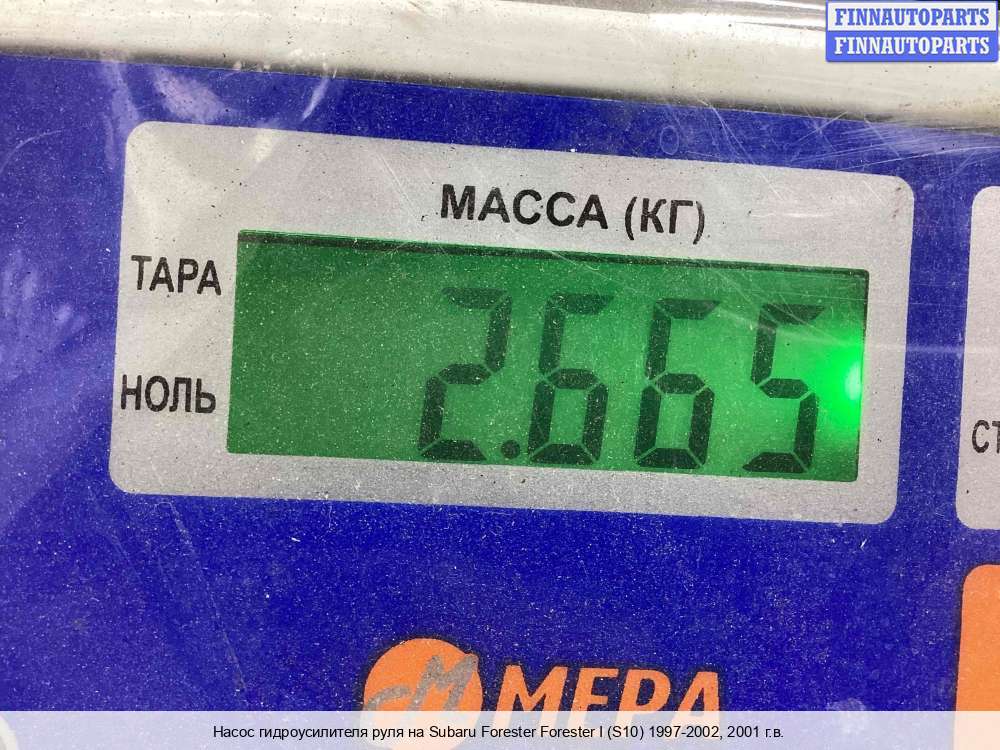 FINNAUTOPARTS
FINNAUTOPARTS
МАССА (КГ)
ТАРА
2.665
НОЛЬ
МЕРА
Насос гидроусилителя руля на Subaru Forester Forester I (S10) 1997-2002, 2001 г.в.